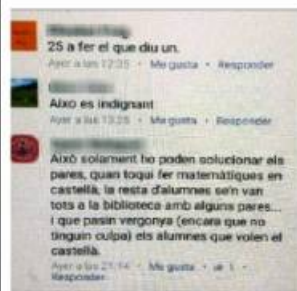 25 a fer el que diu un.
Ayer a las 12:35 · Me gusta · Responder
Això es indignant
Ayer a las 13:28 · Me gusta · Responder
Això solament ho poden solucionar els
pares, quan toqui fer matemàtiques en
castellà, la resta d'alumnes se'n van
tots a la biblioteca amb alguns pares...
i que pasin vergonya (encara que no
tinguin culpa) els alumnes que volen el
castellà.
Ayer a las 21:14 · Me gusta · 1 ·
Responder